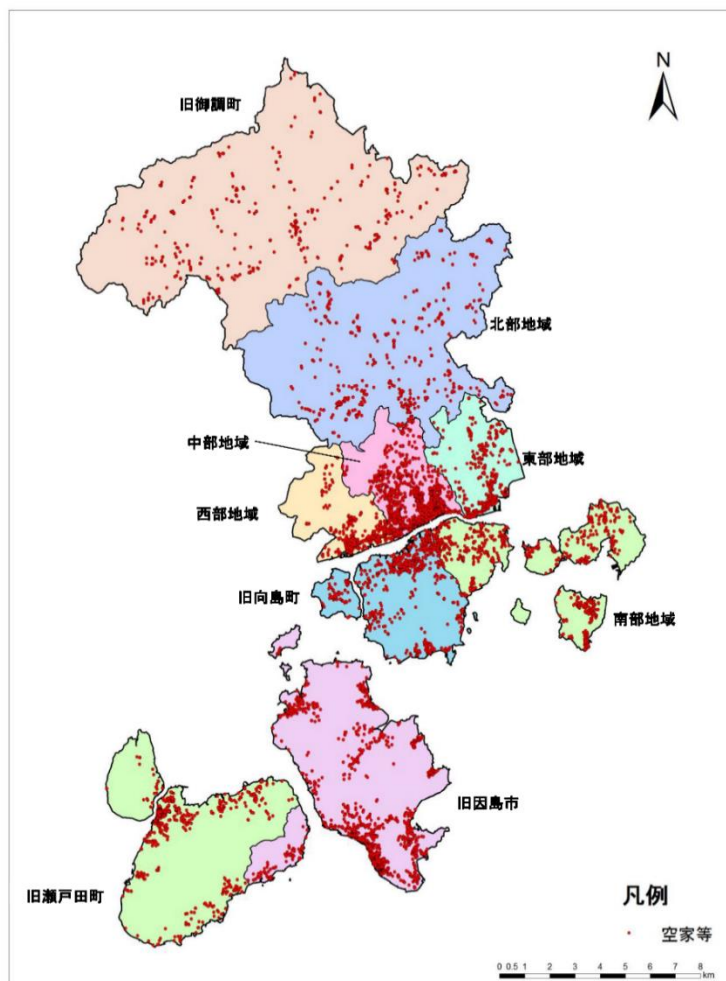 N
旧御調町
北部地域
中部地域
東部地域
西部地域
旧向島町
南部地域
旧因島市
旧瀬戸田町
凡例
空家等
0 0.5 1 2 3 4 5 6 7 8
km